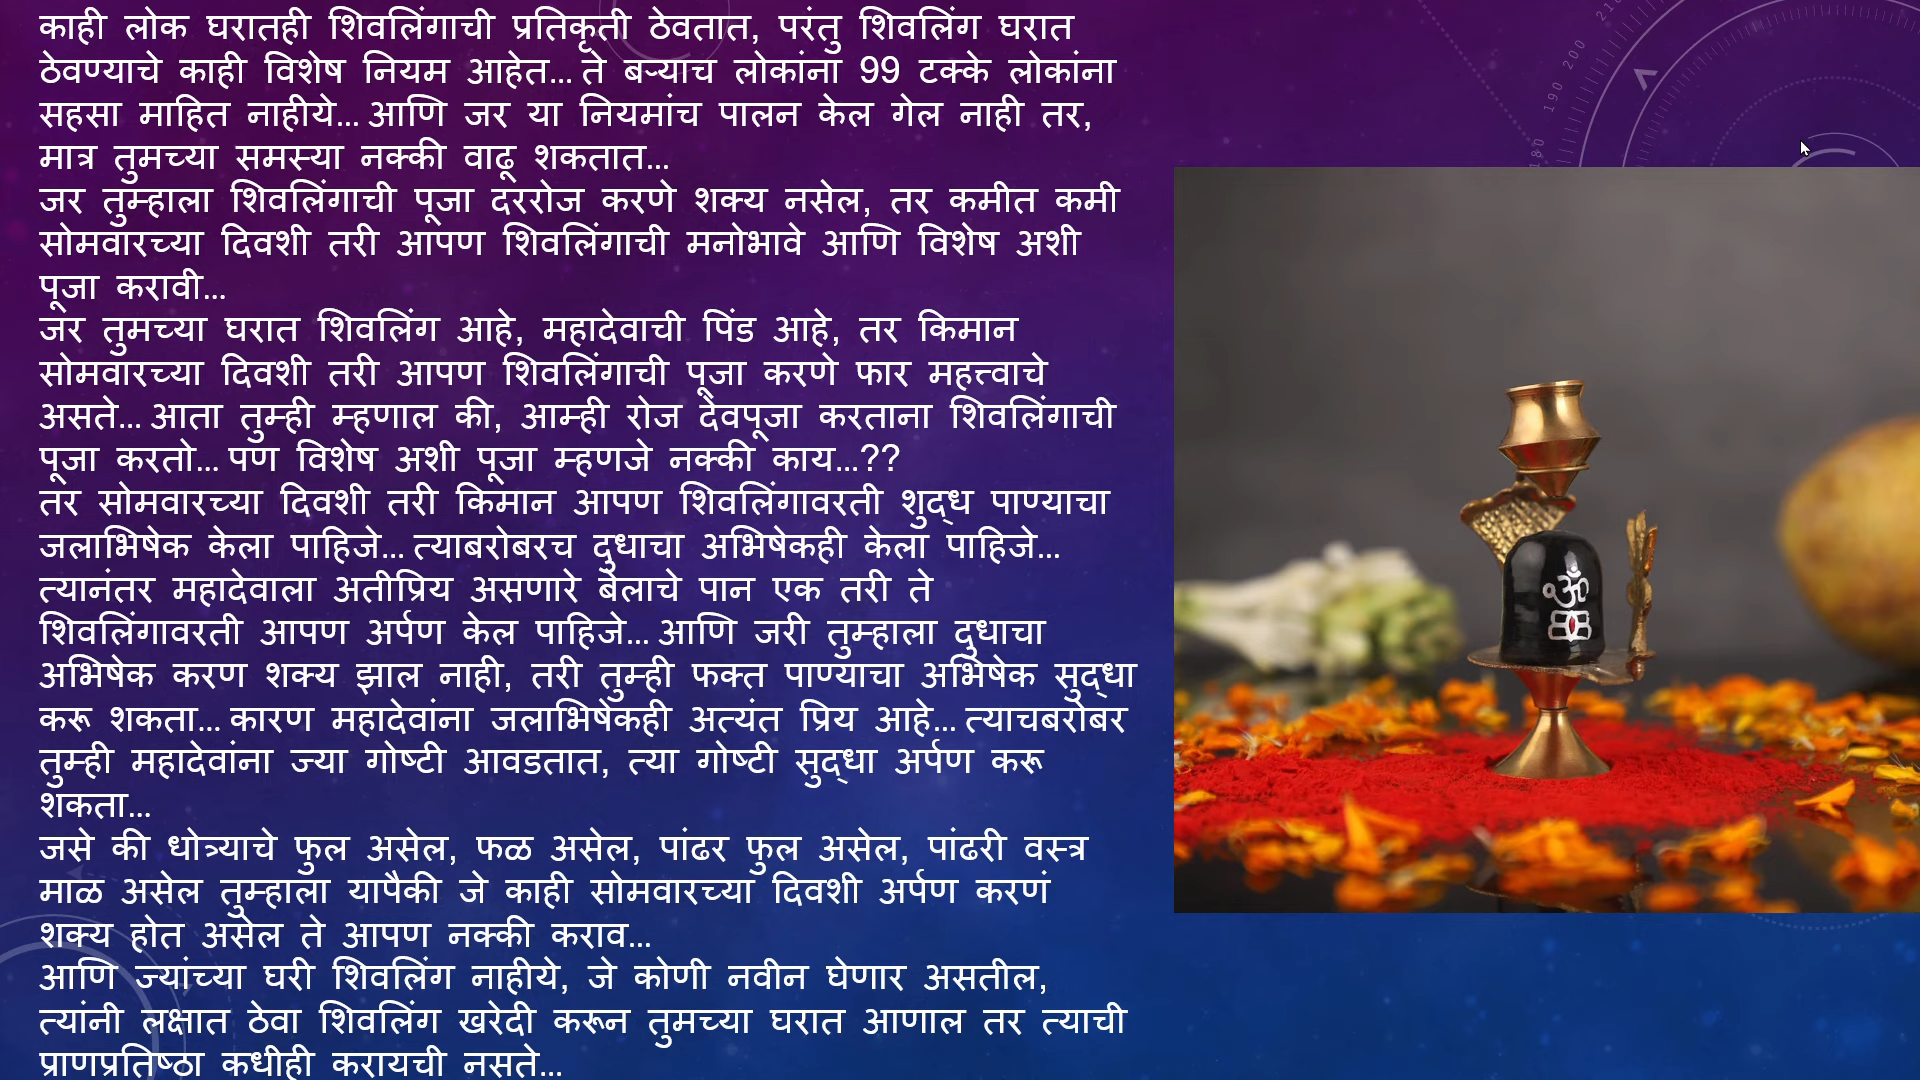 काही लोक घरातही शिवलिंगाची प्रतिकृती ठेवतात, परंतु शिवलिंग घरात
ठेवण्याचे काही विशेष नियम आहेत... ते बऱ्याच लोकांना 99 टक्के लोकांना
सहसा माहित नाहीये... आणि जर या नियमांच पालन केल गेल नाही तर,
मात्र तुमच्या समस्या नक्की वाढू शकतात...
जर तुम्हाला शिवलिंगाची पूजा दररोज करणे शक्य नसेल, तर कमीत कमी
सोमवारच्या दिवशी तरी आपण शिवलिंगाची मनोभावे आणि विशेष अशी
पूजा करावी...
जर तुमच्या घरात शिवलिंग आहे, महादेवाची पिंड आहे, तर किमान
सोमवारच्या दिवशी तरी आपण शिवलिंगाची पूजा करणे फार महत्त्वाचे
असते... आता तुम्ही म्हणाल की, आम्ही रोज देवपूजा करताना शिवलिंगाची
पूजा करतो... पण विशेष अशी पूजा म्हणजे नक्की काय...??
तर सोमवारच्या दिवशी तरी किमान आपण शिवलिंगावरती शुद्ध पाण्याचा
जलाभिषेक केला पाहिजे... त्याबरोबरच दुधाचा अभिषेकही केला पाहिजे...
त्यानंतर महादेवाला अतीप्रिय असणारे बेलाचे पान एक तरी ते
शिवलिंगावरती आपण अर्पण केल पाहिजे... आणि जरी तुम्हाला दुधाचा
अभिषेक करण शक्य झाल नाही, तरी तुम्ही फक्त पाण्याचा अभिषेक सुद्धा
करू शकता... कारण महादेवांना जलाभिषेकही अत्यंत प्रिय आहे... त्याचबरोबर
तुम्ही महादेवांना ज्या गोष्टी आवडतात, त्या गोष्टी सुद्धा अर्पण करू
शकता...
जसे की धोत्र्याचे फुल असेल, फळ असेल, पांढर फुल असेल, पांढरी वस्त्र
माळ असेल तुम्हाला यापैकी जे काही सोमवारच्या दिवशी अर्पण करणं
शक्य होत असेल ते आपण नक्की कराव...
आणि ज्यांच्या घरी शिवलिंग नाहीये, जे कोणी नवीन घेणार असतील,
त्यांनी लक्षात ठेवा शिवलिंग खरेदी करून तुमच्या घरात आणाल तर त्याची
प्राणप्रतिष्ठा कधीही करायची नसते...
180
190
200
ॐ